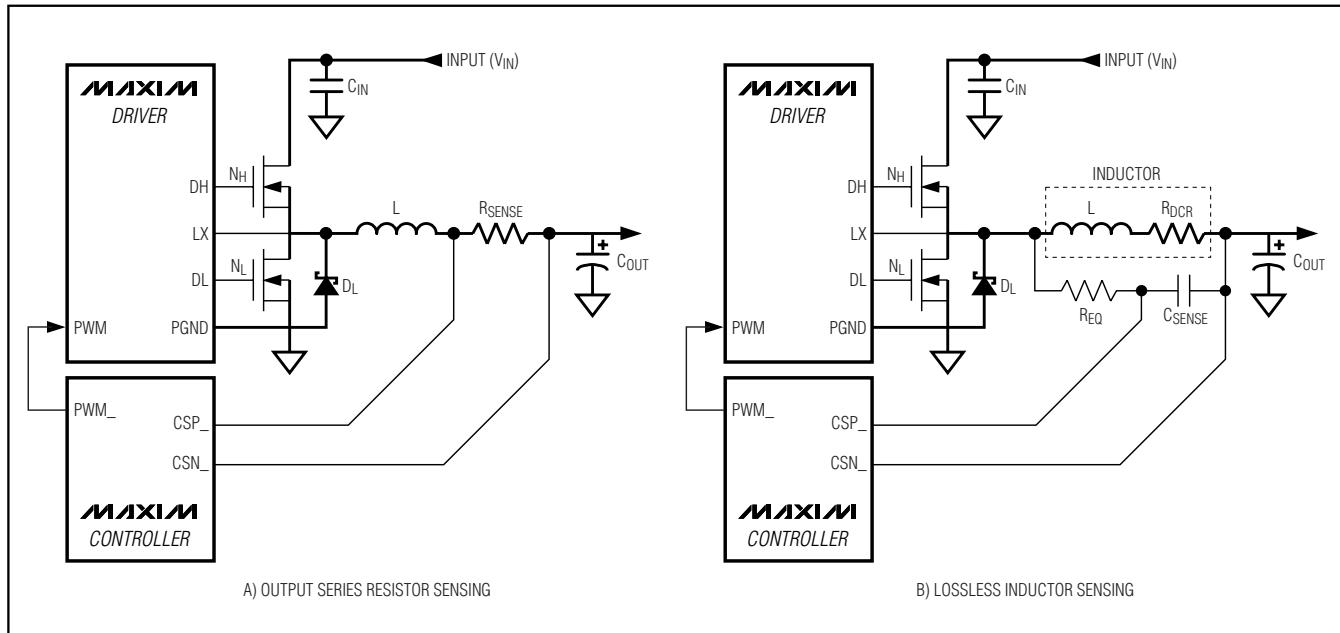 INPUT (VIN)
CIN
MAXIM
DRIVER
NH
DH
LX
L
RSENSE
COUT
+
NL
DL
DL
PWM
PGND
PWM_
CSP_
CSN_
MAXIM
CONTROLLER
A) OUTPUT SERIES RESISTOR SENSING
INPUT (VIN)
CIN
MAXIM
DRIVER
NH
DH
INDUCTOR
L
RDCR
LX
+
COUT
NL
DL
DL
REQ
CSENSE
PWM
PGND
PWM_
CSP_
CSN_
MAXIM
CONTROLLER
B) LOSSLESS INDUCTOR SENSING